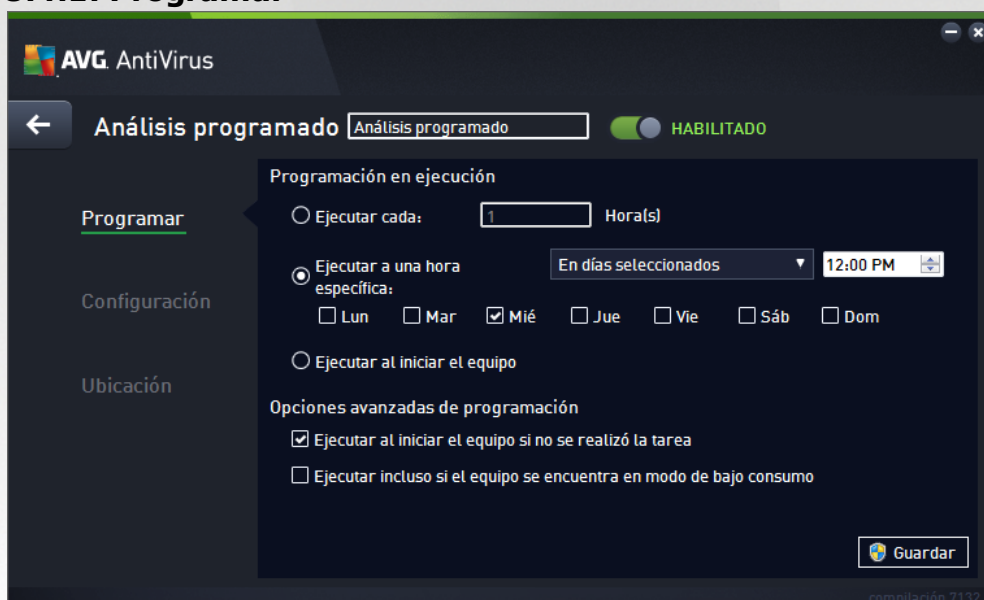 AVG. AntiVirus
Análisis programado Análisis programado HABILITADO
Programar
Configuración
Ubicación
Programación en ejecución
Ejecutar cada: 1 Hora(s)
Ejecutar a una hora específica: En días seleccionados 12:00 PM
Lun Mar Mié Jue Vie Sáb Dom
Ejecutar al iniciar el equipo
Opciones avanzadas de programación
Ejecutar al iniciar el equipo si no se realizó la tarea
Ejecutar incluso si el equipo se encuentra en modo de bajo consumo
Guardar
compilación 7132